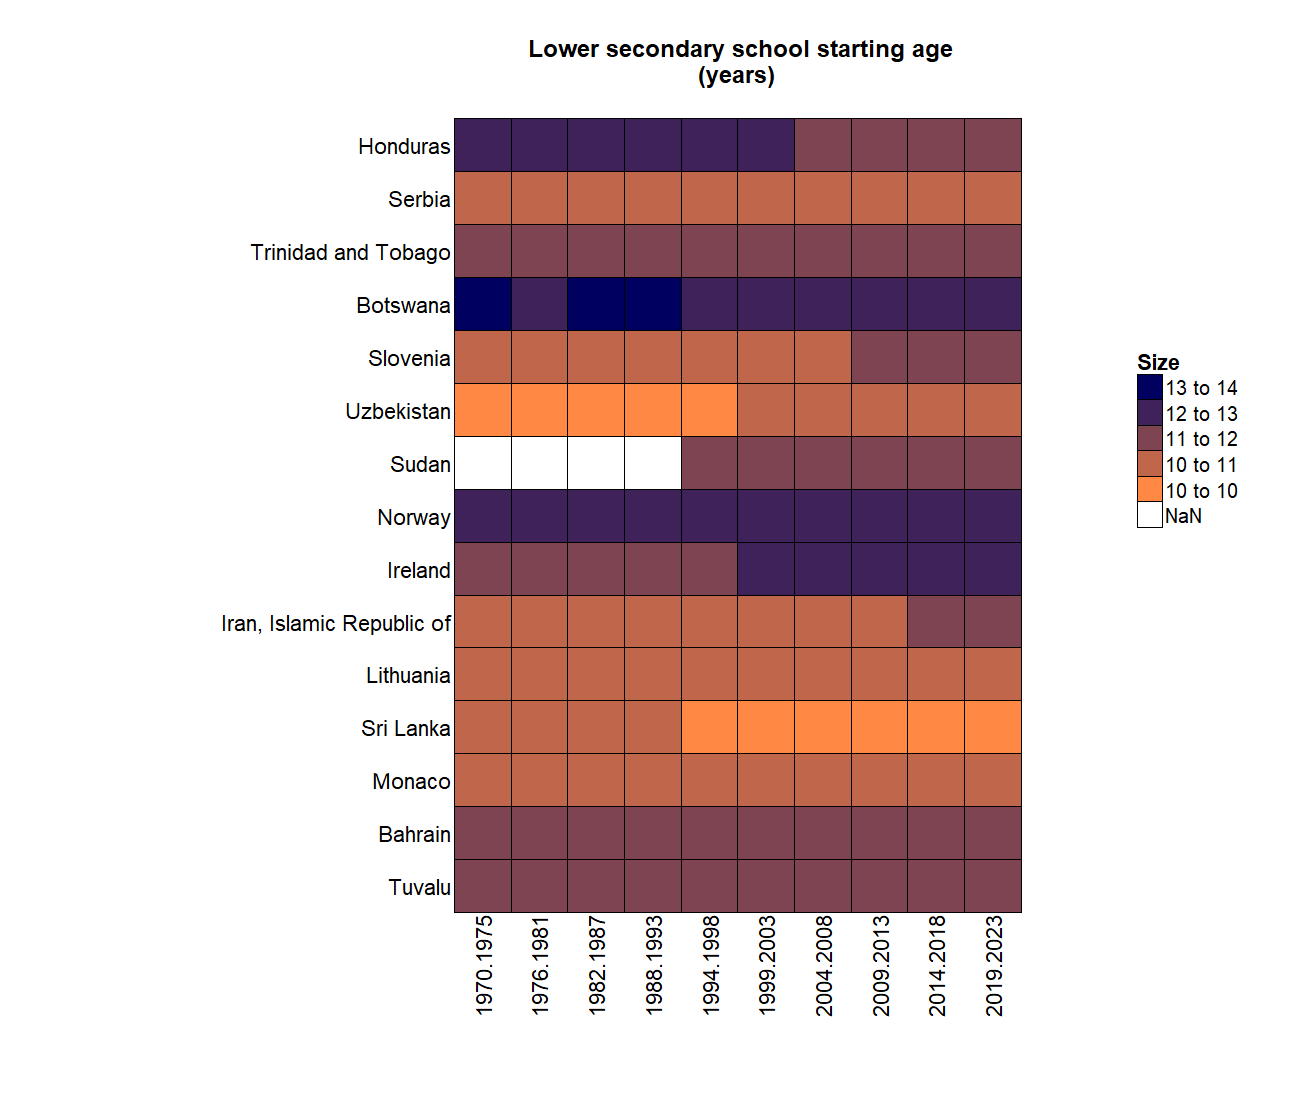 Lower secondary school starting age
(years)
Honduras
Serbia
Trinidad and Tobago
Botswana
Slovenia
Uzbekistan
Sudan
Norway
Ireland
Iran, Islamic Republic of
Lithuania
Sri Lanka
Monaco
Bahrain
Tuvalu
1970.1975
1976.1981
1982.1987
1988.1993
1994.1998
1999.2003
2004.2008
2009.2013
2014.2018
2019.2023
Size
13 to 14
12 to 13
11 to 12
10 to 11
10 to 10
NaN